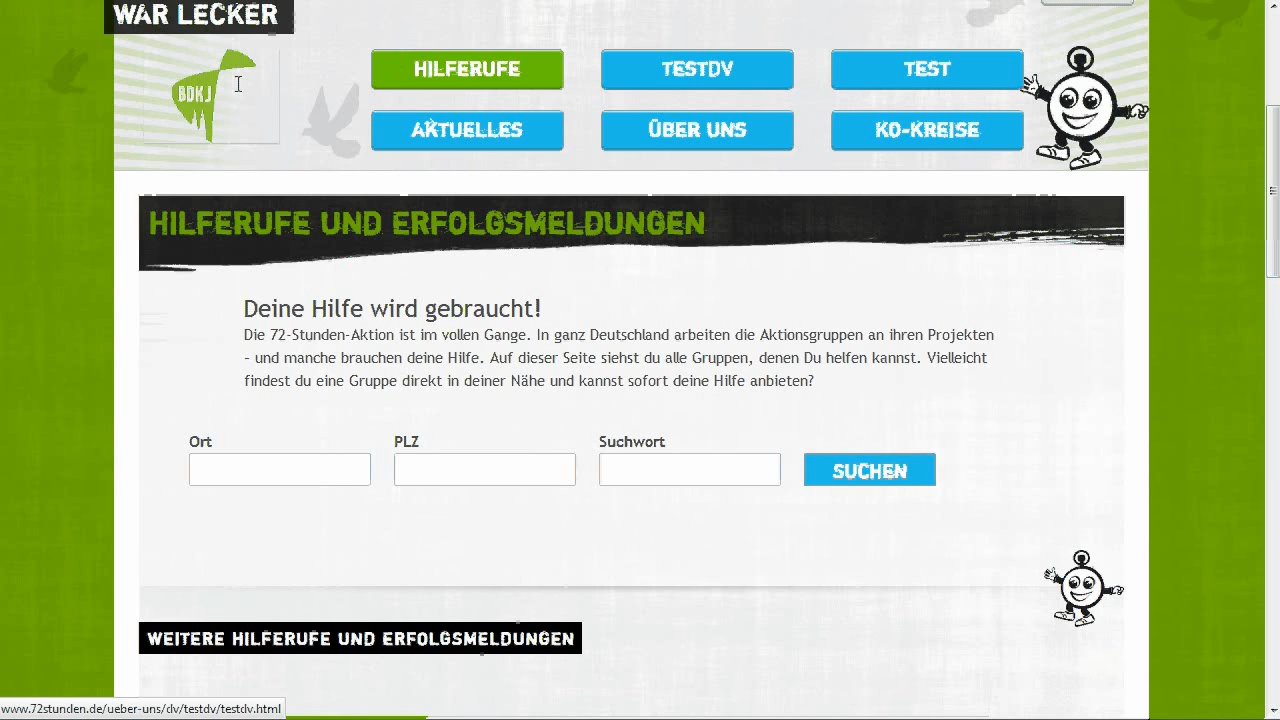 WAR LECKER
BDKJ
HILFERUFE
TESTDV
TEST
AKTUELLES
ÜBER UNS
KO-KREISE
HILFERUFE UND ERFOLGSMELDUNGEN
Deine Hilfe wird gebraucht!
Die 72-Stunden-Aktion ist im vollen Gange. In ganz Deutschland arbeiten die Aktionsgruppen an ihren Projekten
– und manche brauchen deine Hilfe. Auf dieser Seite siehst du alle Gruppen, denen Du helfen kannst. Vielleicht
findest du eine Gruppe direkt in deiner Nähe und kannst sofort deine Hilfe anbieten?
Ort
PLZ
Suchwort
SUCHEN
WEITERE HILFERUFE UND ERFOLGSMELDUNGEN
www.72stunden.de/ueber-uns/dv/testdv/testdv.html